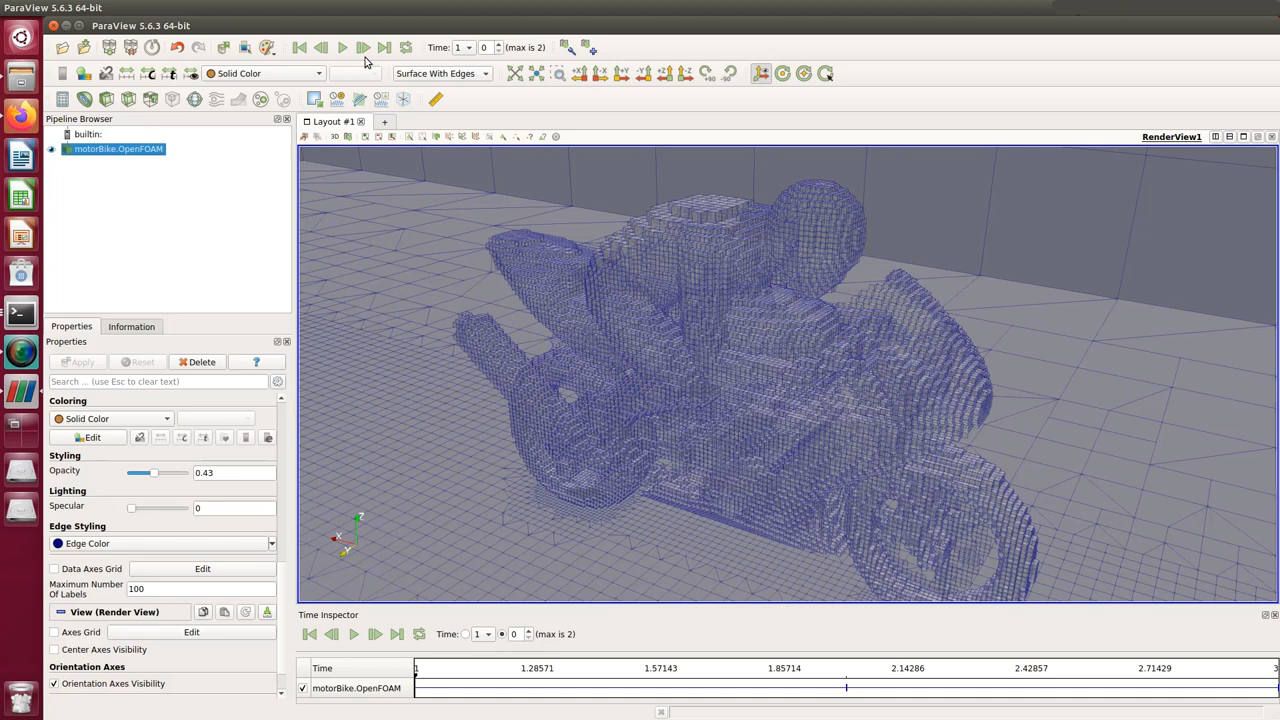 ParaView 5.6.3 64-bit
ParaView 5.6.3 64-bit
Time: 1 0 (max is 2)
Solid Color Surface With Edges +X -X +Y -Y +Z -Z +90 -90
Pipeline Browser
Layout #1 +
builtin:
3D RenderView1
motorBike.OpenFOAM
Properties Information
Properties
Apply Reset Delete ?
Search ... (use Esc to clear text)
Coloring
Solid Color
Edit
Styling
Opacity 0.43
Lighting
Specular 0
Edge Styling
Edge Color
Data Axes Grid Edit
Maximum Number
Of Labels 100
View (Render View)
Axes Grid Edit
Center Axes Visibility
Orientation Axes
Orientation Axes Visibility
Z
X
Y
Time Inspector
Time: 1 0 (max is 2)
Time 1 1.28571 1.57143 1.85714 2.14286 2.42857 2.71429 3
motorBike.OpenFOAM